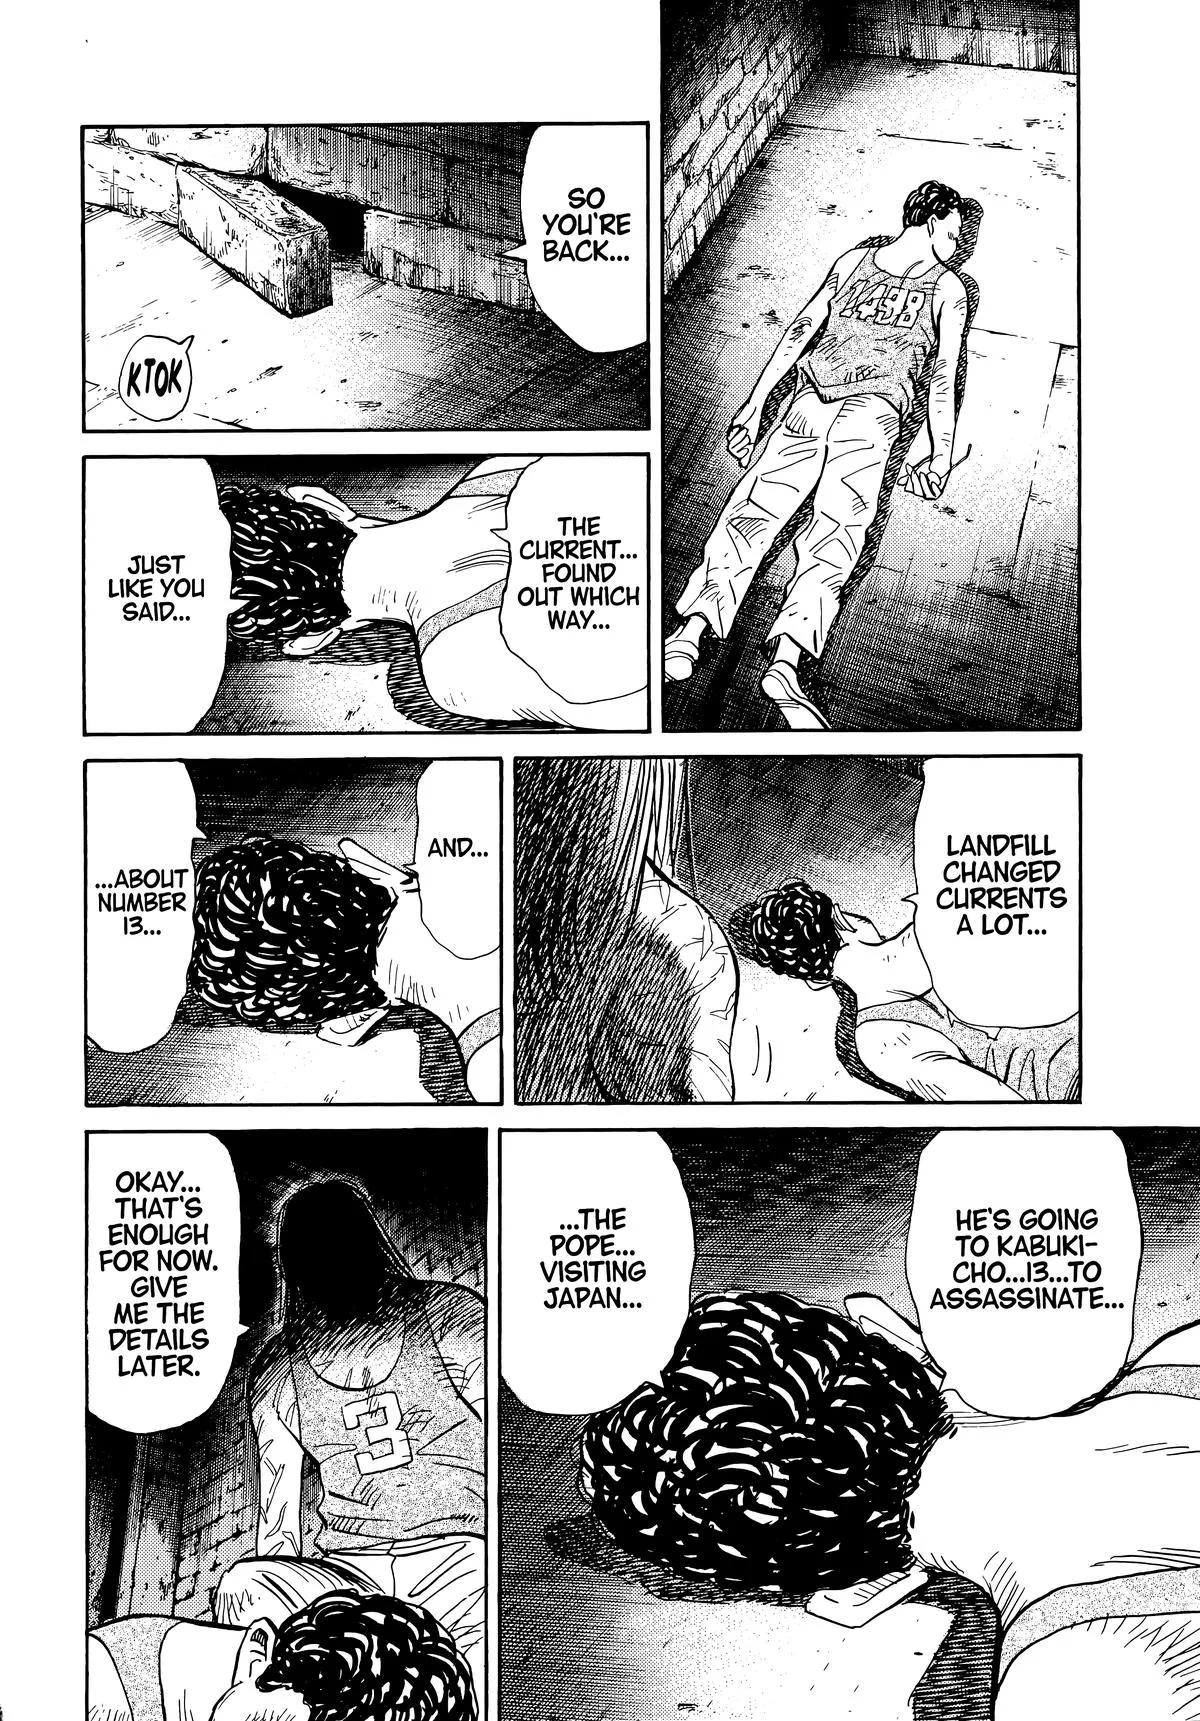 1498
SO
YOU'RE
BACK...
KTOK
THE
CURRENT...
FOUND
OUT WHICH
WAY...
JUST
LIKE YOU
SAID...
LANDFILL
CHANGED
CURRENTS
A LOT...
AND...
...ABOUT
NUMBER
13...
HE'S GOING
TO KABUKI-
CHO...13...TO
ASSASSINATE...
...THE
POPE...
VISITING
JAPAN...
OKAY...
THAT'S
ENOUGH
FOR NOW.
GIVE
ME THE
DETAILS
LATER.
3